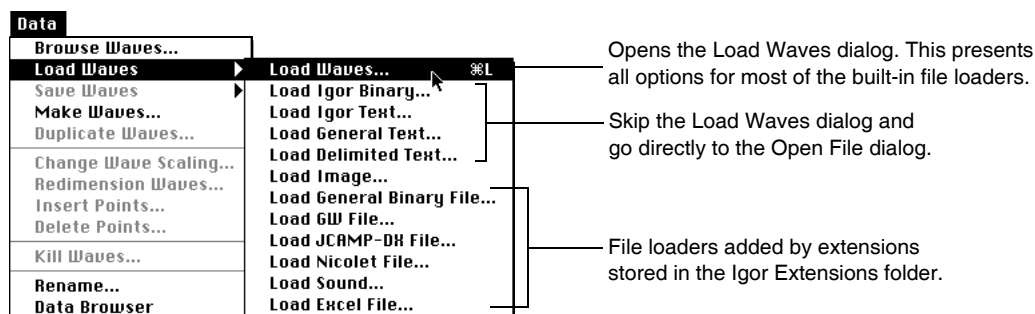 Data
Browse Waves...
Load Waves
Save Waves
Make Waves...
Duplicate Waves...
Change Wave Scaling...
Redimension Waves...
Insert Points...
Delete Points...
Kill Waves...
Rename...
Data Browser
Load Waves... ⌘L
Load Igor Binary...
Load Igor Text...
Load General Text...
Load Delimited Text...
Load Image...
Load General Binary File...
Load GW File...
Load JCAMP-DX File...
Load Nicolet File...
Load Sound...
Load Excel File...
Opens the Load Waves dialog. This presents
all options for most of the built-in file loaders.
Skip the Load Waves dialog and
go directly to the Open File dialog.
File loaders added by extensions
stored in the Igor Extensions folder.